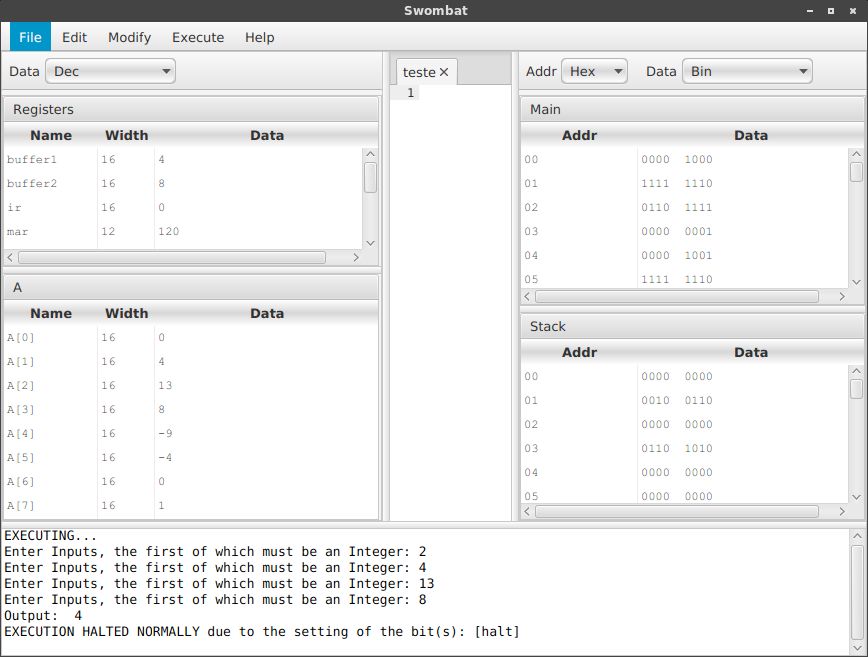 Swombat
File Edit Modify Execute Help
Data Dec
Registers
Name Width Data
buffer1 16 4
buffer2 16 8
ir 16 0
mar 12 120
A
Name Width Data
A[0] 16 0
A[1] 16 4
A[2] 16 13
A[3] 16 8
A[4] 16 -9
A[5] 16 -4
A[6] 16 0
A[7] 16 1
teste
1
Addr Hex Data Bin
Main
Addr Data
00 0000 1000
01 1111 1110
02 0110 1111
03 0000 0001
04 0000 1001
05 1111 1110
Stack
Addr Data
00 0000 0000
01 0010 0110
02 0000 0000
03 0110 1010
04 0000 0000
05 0000 0000
EXECUTING...
Enter Inputs, the first of which must be an Integer: 2
Enter Inputs, the first of which must be an Integer: 4
Enter Inputs, the first of which must be an Integer: 13
Enter Inputs, the first of which must be an Integer: 8
Output:  4
EXECUTION HALTED NORMALLY due to the setting of the bit(s): [halt]